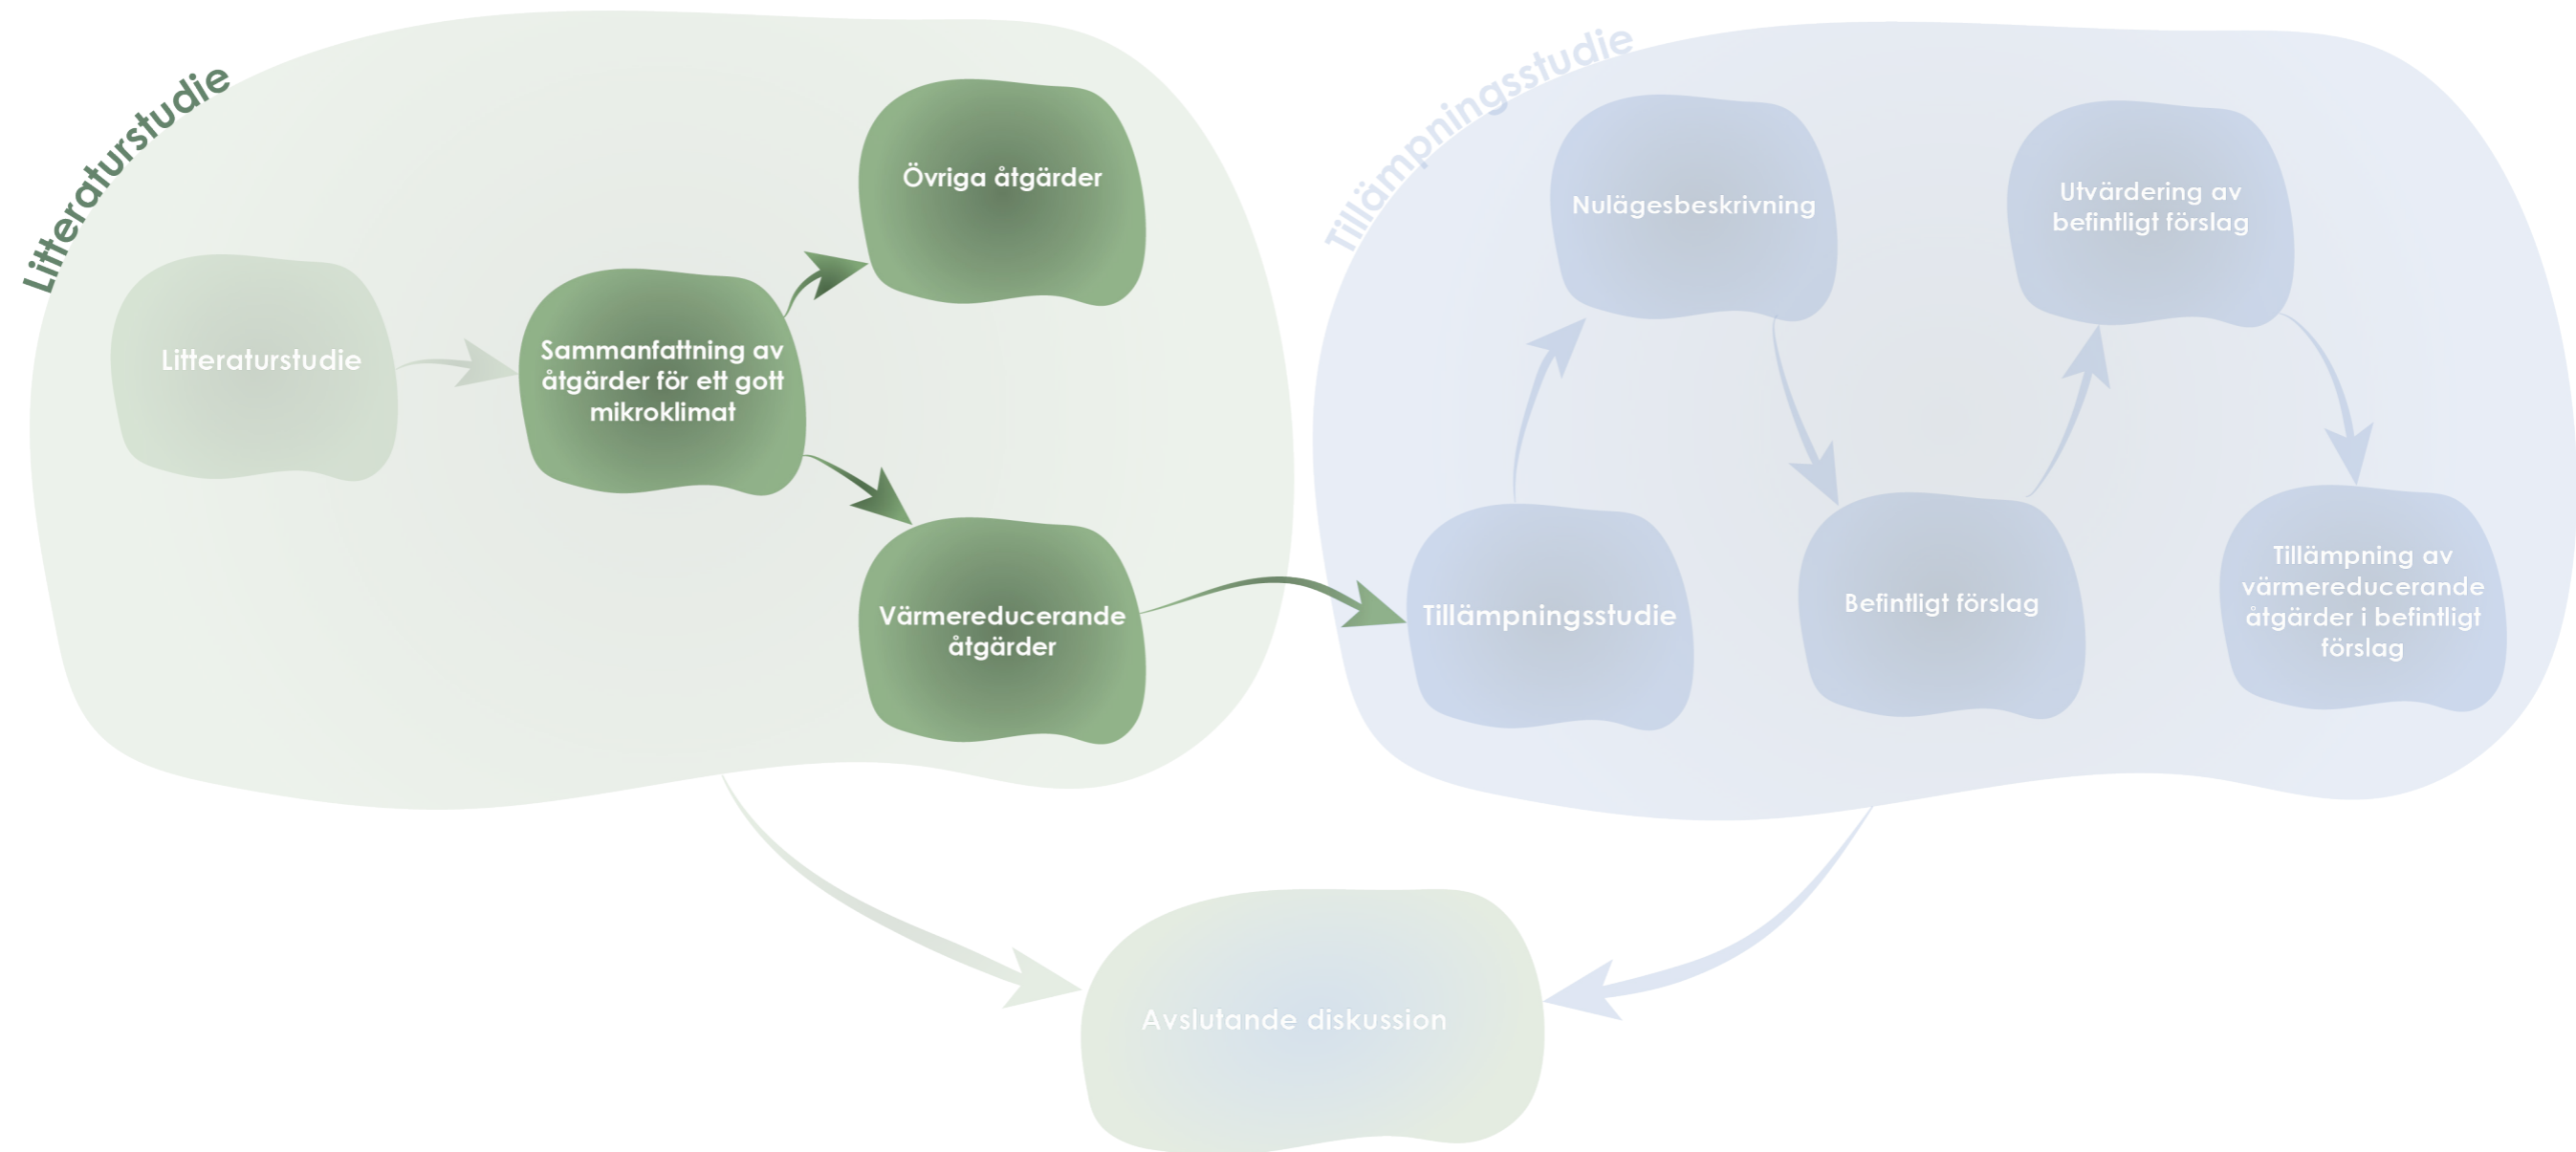 Litteraturstudie
Litteraturstudie
Sammanfattning av
åtgärder för ett gott
mikroklimat
Övriga åtgärder
Värmereducerande
åtgärder
Tillämpningsstudie
Tillämpningsstudie
Nulägesbeskrivning
Befintligt förslag
Utvärdering av
befintligt förslag
Tillämpning av
värmereducerande
åtgärder i befintligt
förslag
Avslutande diskussion